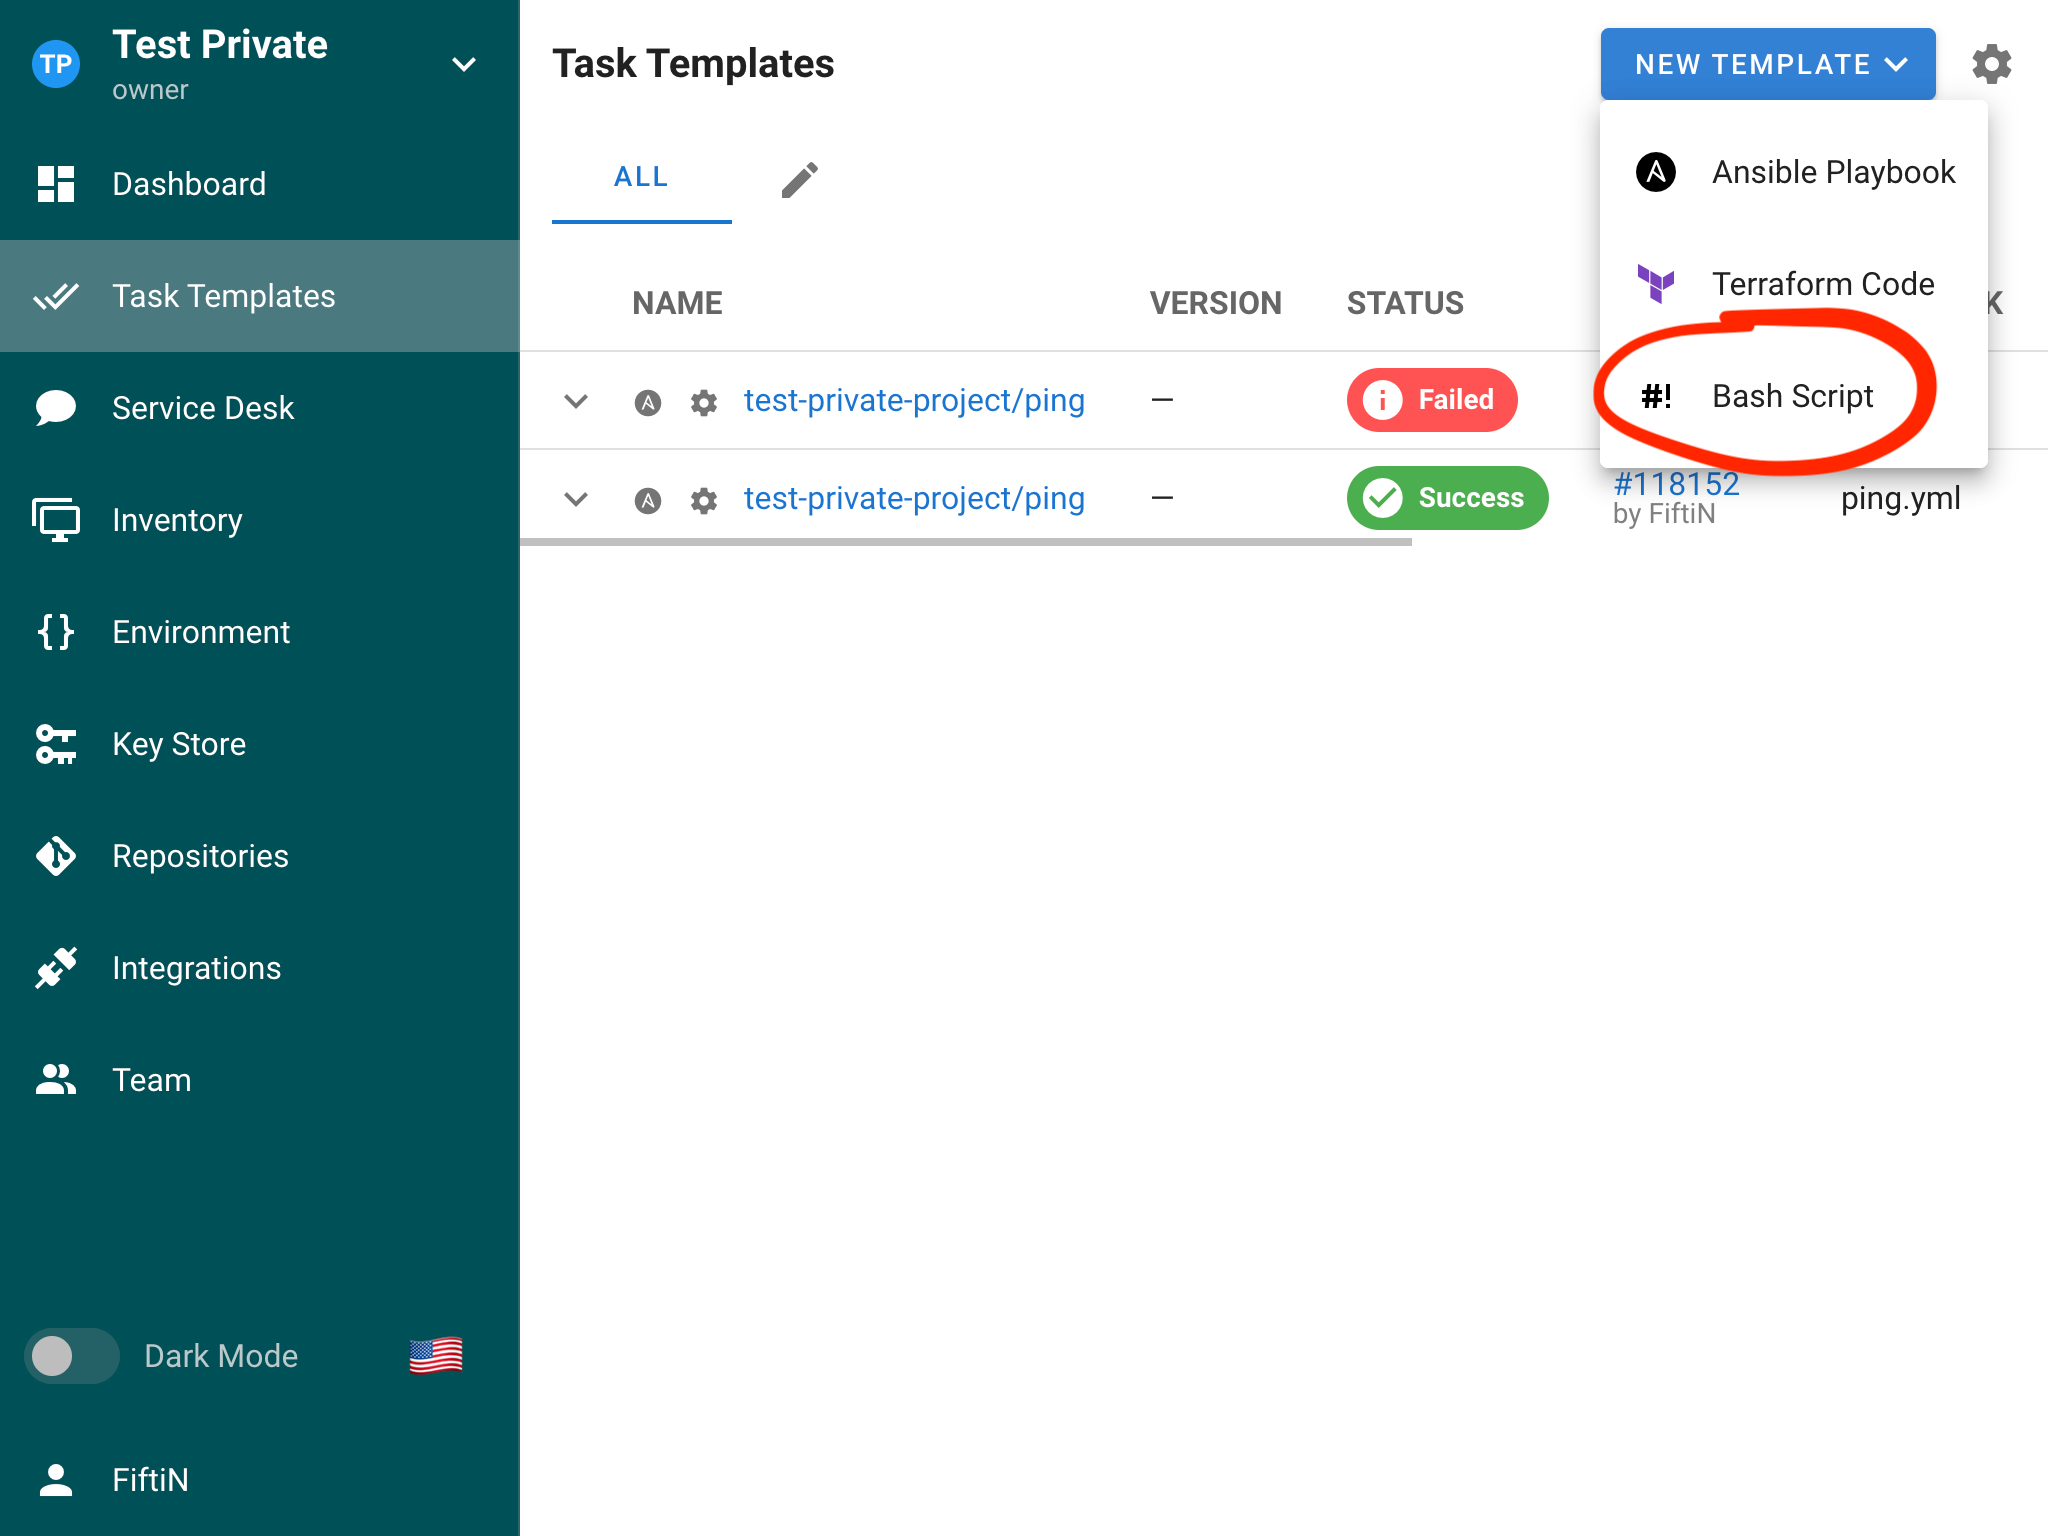 TP
Test Private
owner
Dashboard
Task Templates
Service Desk
Inventory
Environment
Key Store
Repositories
Integrations
Team
Dark Mode
FiftiN
Task Templates
NEW TEMPLATE
Ansible Playbook
Terraform Code
#! Bash Script
ALL
NAME VERSION STATUS K
test-private-project/ping — Failed
test-private-project/ping — Success #118152 ping.yml
by FiftiN